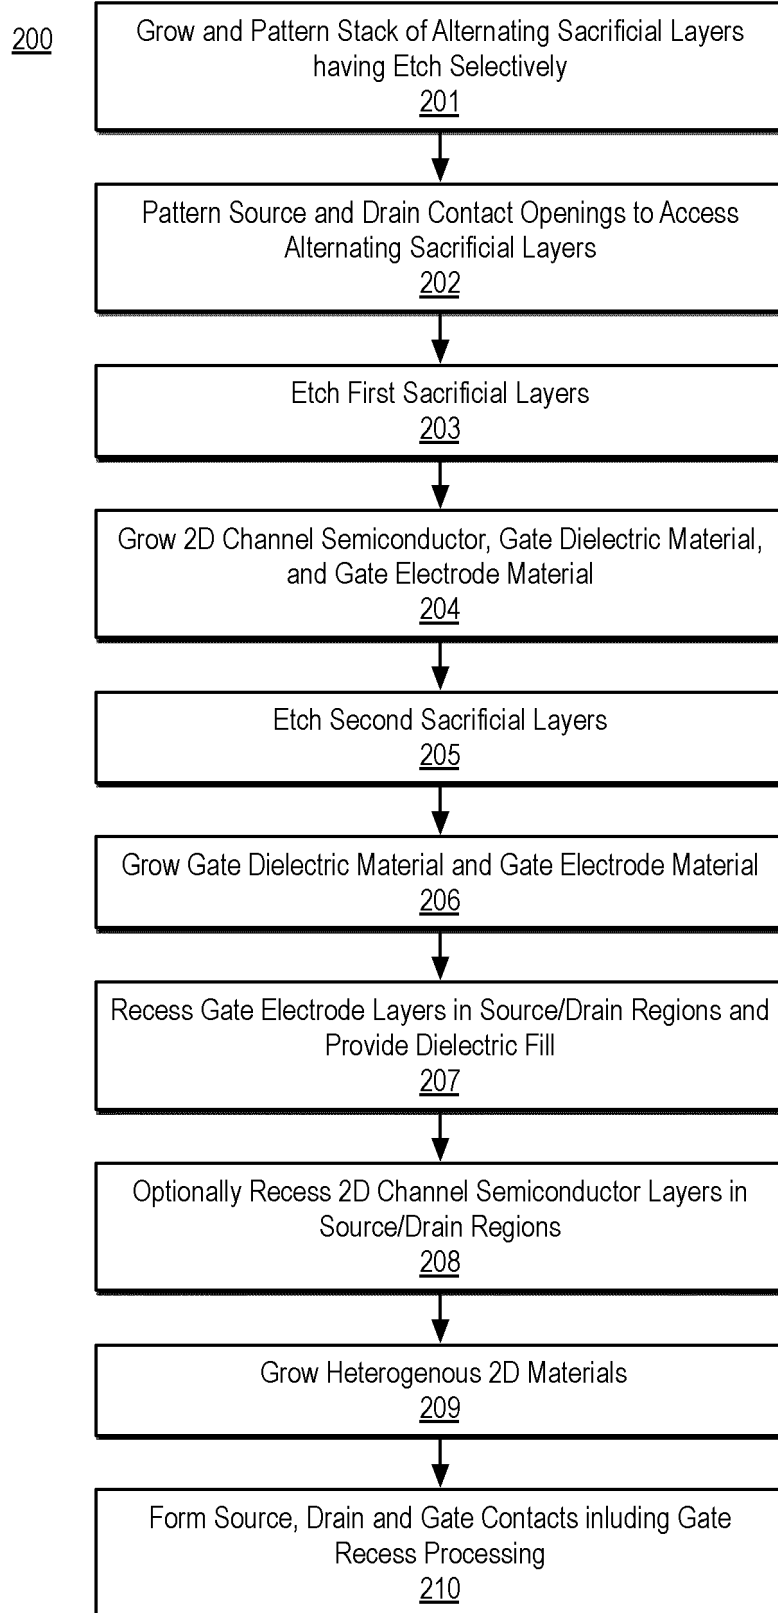 200
Grow and Pattern Stack of Alternating Sacrificial Layers
having Etch Selectively
201
Pattern Source and Drain Contact Openings to Access
Alternating Sacrificial Layers
202
Etch First Sacrificial Layers
203
Grow 2D Channel Semiconductor, Gate Dielectric Material,
and Gate Electrode Material
204
Etch Second Sacrificial Layers
205
Grow Gate Dielectric Material and Gate Electrode Material
206
Recess Gate Electrode Layers in Source/Drain Regions and
Provide Dielectric Fill
207
Optionally Recess 2D Channel Semiconductor Layers in
Source/Drain Regions
208
Grow Heterogenous 2D Materials
209
Form Source, Drain and Gate Contacts inluding Gate
Recess Processing
210